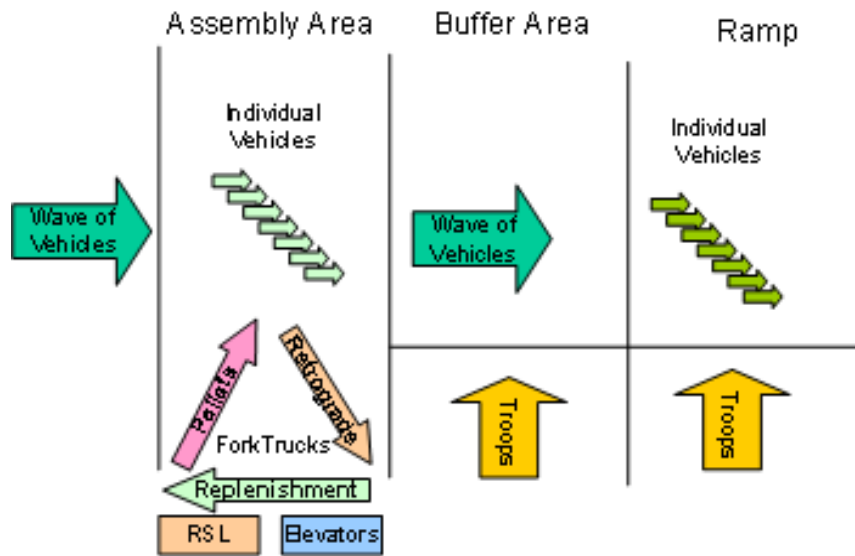 Assembly Area
Buffer Area
Ramp
Individual
Vehicles
Individual
Vehicles
Wave of
Vehicles
Wave of
Vehicles
Pallets
Retrograde
ForkTrucks
Troops
Troops
Replenishment
RSL
Elevators